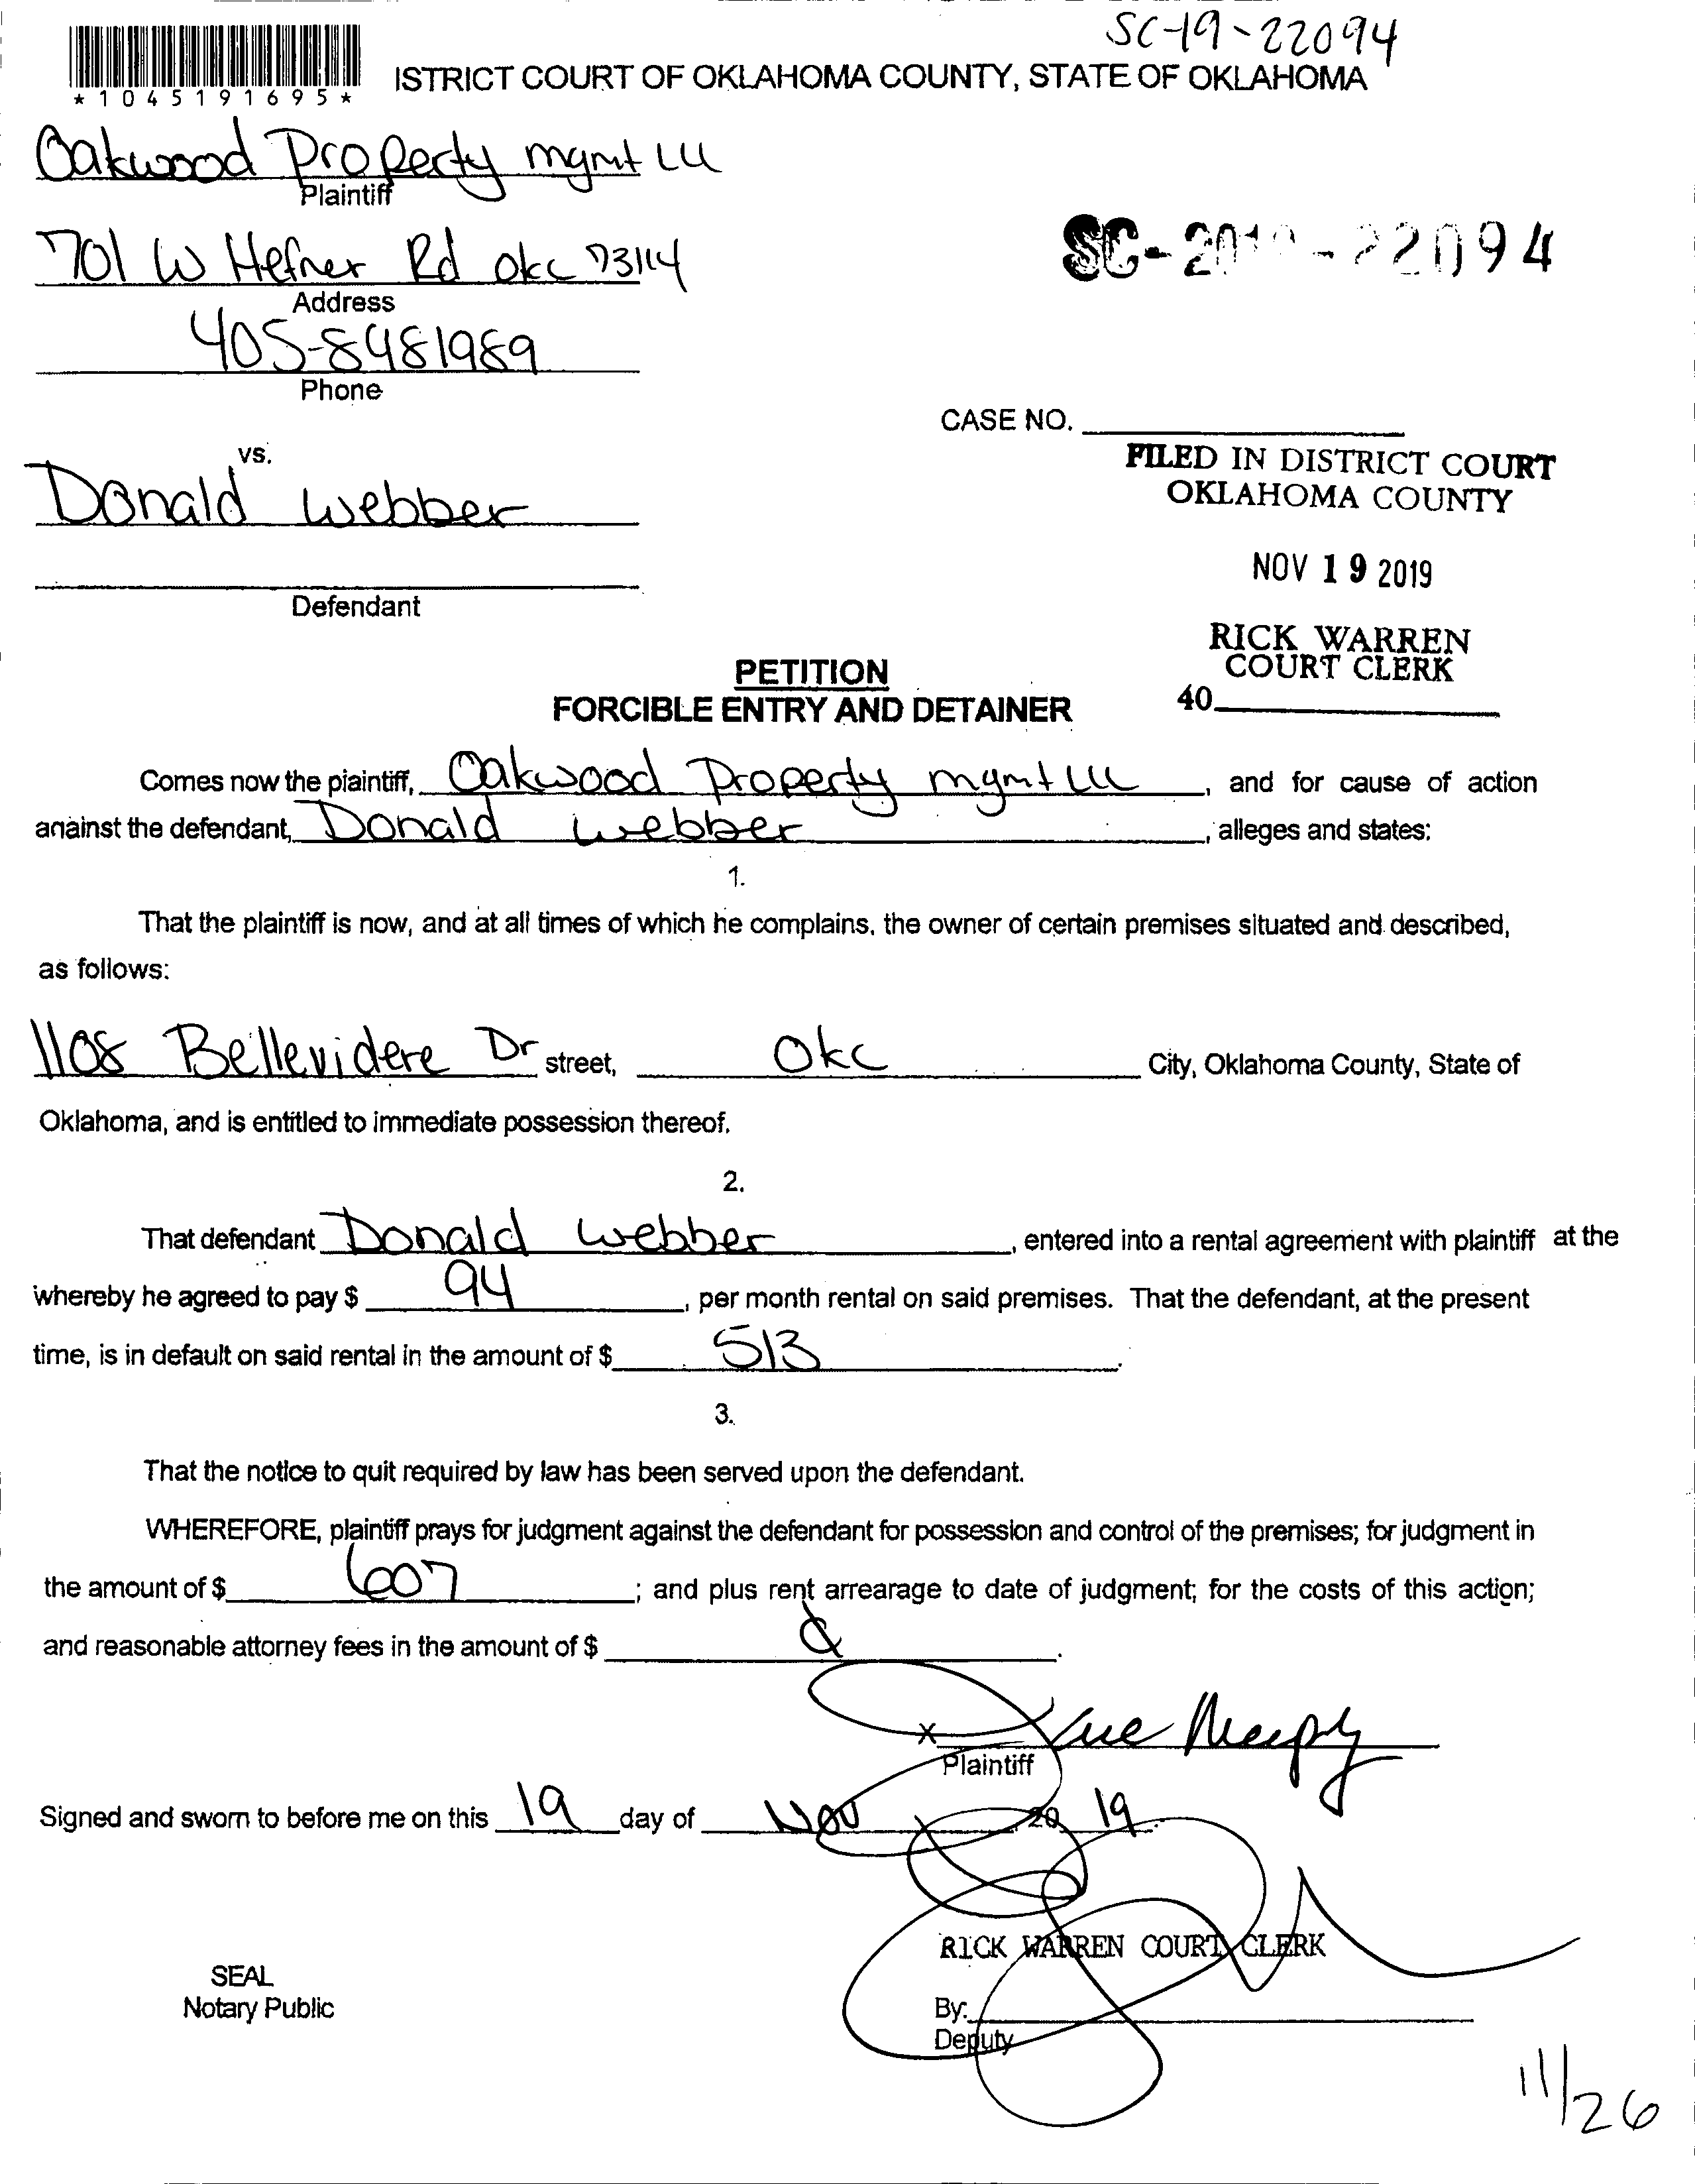 SC-19-22094
*1045191695*
ISTRICT COURT OF OKLAHOMA COUNTY, STATE OF OKLAHOMA
Oakwood Property mgmt LLC
Plaintiff
701 W Hefner Rd okc 73114
SC-2019-22094
Address
405-8481989
Phone
CASE NO.
vs.
FILED IN DISTRICT COURT
OKLAHOMA COUNTY
Donald Webber
NOV 19 2019
Defendant
RICK WARREN
COURT CLERK
40
PETITION
FORCIBLE ENTRY AND DETAINER
Comes now the plaintiff, Oakwood Property mgmt LLC, and for cause of action
against the defendant, Donald Webber, alleges and states:
1.
That the plaintiff is now, and at all times of which he complains, the owner of certain premises situated and described,
as follows:
1108 Bellevidere Dr street, Okc City, Oklahoma County, State of
Oklahoma, and is entitled to immediate possession thereof.
2.
That defendant Donald Webber, entered into a rental agreement with plaintiff at the
whereby he agreed to pay $ 94, per month rental on said premises. That the defendant, at the present
time, is in default on said rental in the amount of $ 513.
3.
That the notice to quit required by law has been served upon the defendant.
WHEREFORE, plaintiff prays for judgment against the defendant for possession and control of the premises; for judgment in
the amount of $ 607; and plus rent arrearage to date of judgment; for the costs of this action;
and reasonable attorney fees in the amount of $
X
Plaintiff
Signed and sworn to before me on this 19 day of Nov 20 19.
RICK WARREN COURT CLERK
SEAL
Notary Public
By:
Deputy
11/26